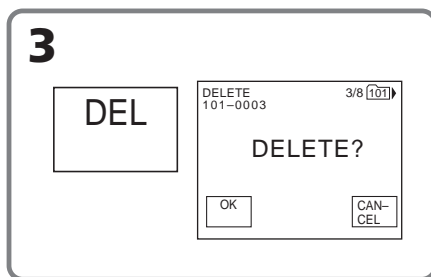 3
DEL
DELETE 3/8 101
101–0003
DELETE?
OK CAN–
CEL